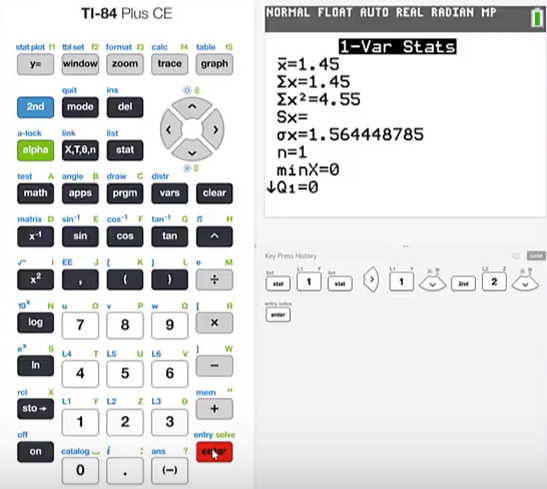 TI-84 Plus CE
stat plot f1 tbl set f2 format f3 calc f4 table f5
y= window zoom trace graph
quit ins
2nd mode del
a-lock link list
alpha X,T,θ,n stat
test A angle B draw C distr
math apps prgm vars clear
matrix D sin⁻¹ E cos⁻¹ F tan⁻¹ G π H
x⁻¹ sin cos tan ^
√ I EE J { K } L e M
x² , ( ) ÷
10ˣ N u O v P w Q [ R
log 7 8 9 ×
eˣ S L4 T L5 U L6 V ] W
ln 4 5 6 −
rcl X L1 Y L2 Z L3 θ mem "
sto→ 1 2 3 +
off catalog ⎵ i : ans ? entry solve
on 0 . (−) enter
NORMAL FLOAT AUTO REAL RADIAN MP
1-Var Stats
x̄=1.45
Σx=1.45
Σx²=4.55
Sx=
σx=1.564448785
n=1
minX=0
↓Q₁=0
Key Press History
CLEAR
list L1 Y list L1 Y L2 Z
stat 1 stat 1 2nd 2
entry solve
enter